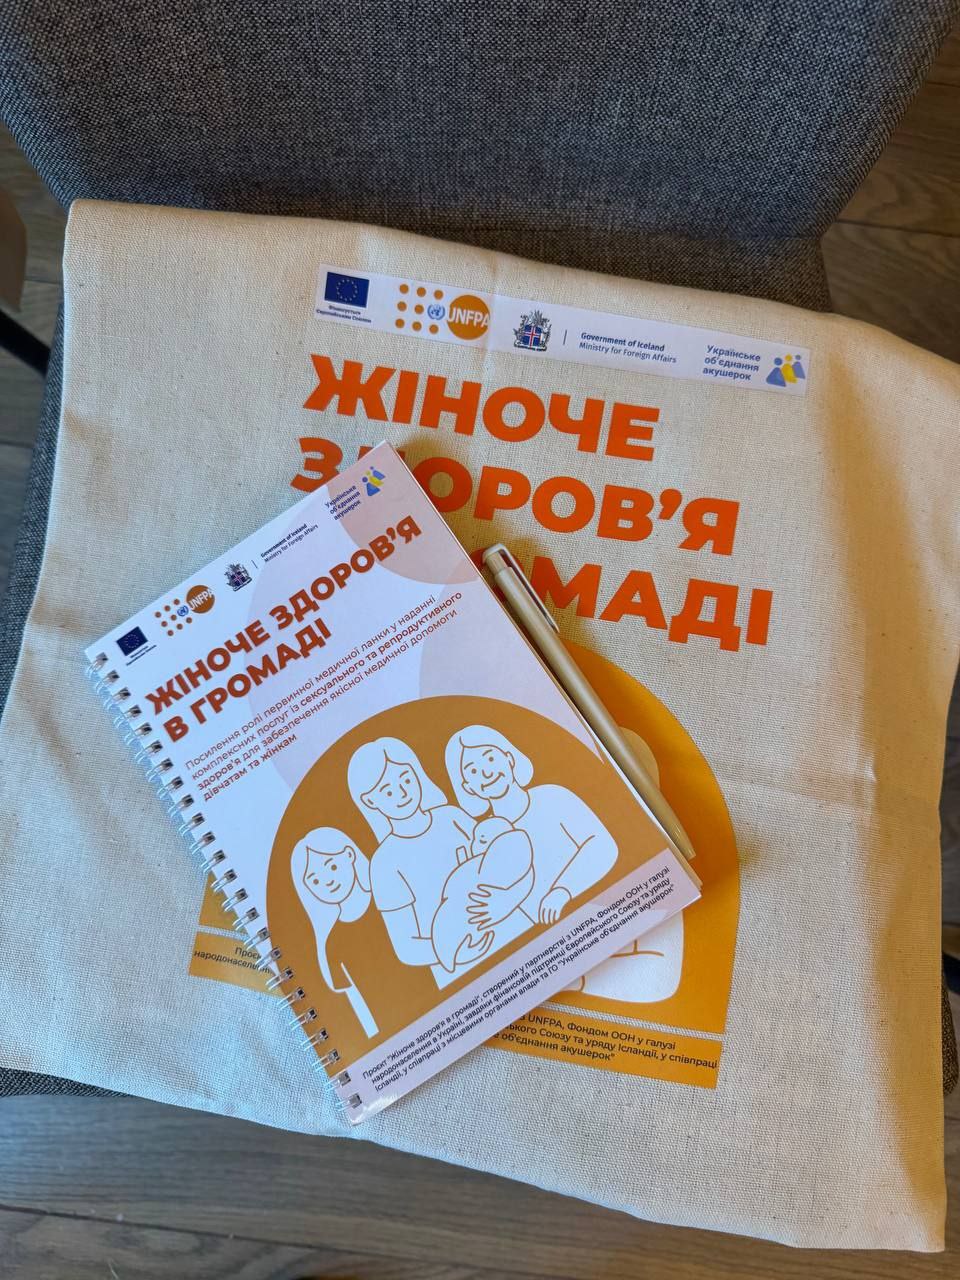 Фінансується
Європейським Союзом
UNFPA
Government of Iceland
Ministry for Foreign Affairs
Українське
об'єднання
акушерок
ЖІНОЧЕ
ЗДОРОВ'Я
ГРОМАДІ
UNFPA
Government of Iceland
Ministry for Foreign Affairs
Українське
об'єднання
акушерок
ЖІНОЧЕ ЗДОРОВ'Я
В ГРОМАДІ
Посилення ролі первинної медичної ланки у наданні
комплексних послуг із сексуального та репродуктивного
здоров'я для забезпечення якісної медичної допомоги
дівчатам та жінкам
Проєкт "Жіноче здоров'я в громаді", створений у партнерстві з UNFPA, Фондом ООН у галузі
народонаселення в Україні, завдяки фінансовій підтримці Європейського Союзу та уряду
Ісландії, у співпраці з місцевими органами влади та ГО "Українське об'єднання акушерок"
з UNFPA, Фондом ООН у галузі
Союзу та уряду Ісландії, у співпраці
об'єднання акушерок"